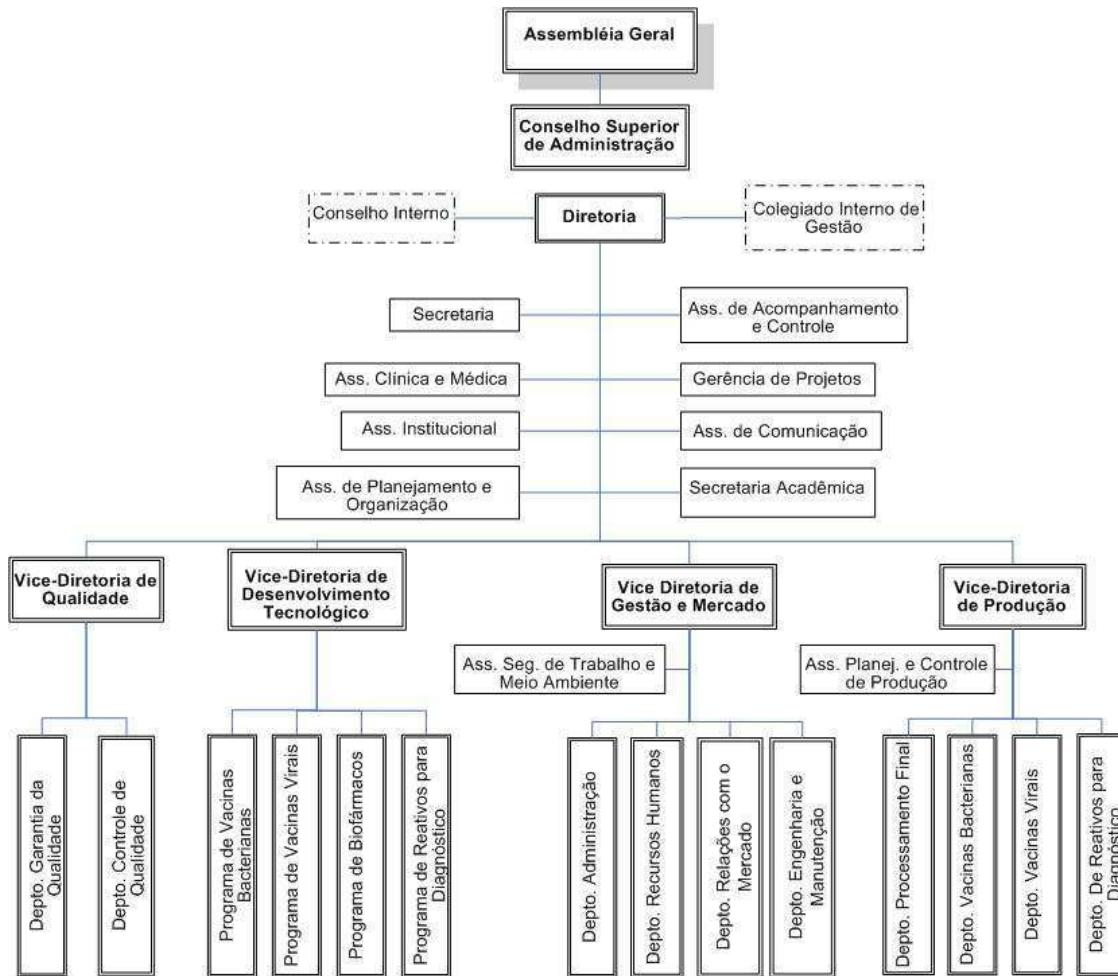 Assembléia Geral
Conselho Superior
de Administração
Conselho Interno
Diretoria
Colegiado Interno de
Gestão
Secretaria
Ass. de Acompanhamento
e Controle
Ass. Clínica e Médica
Gerência de Projetos
Ass. Institucional
Ass. de Comunicação
Ass. de Planejamento e
Organização
Secretaria Acadêmica
Vice-Diretoria de
Qualidade
Vice-Diretoria de
Desenvolvimento
Tecnológico
Vice Diretoria de
Gestão e Mercado
Vice-Diretoria
de Produção
Ass. Seg. de Trabalho e
Meio Ambiente
Ass. Planej. e Controle
de Produção
Depto. Garantia da
Qualidade
Depto. Controle de
Qualidade
Programa de Vacinas
Bacterianas
Programa de Vacinas Virais
Programa de Biofármacos
Programa de Reativos para
Diagnóstico
Depto. Administração
Depto. Recursos Humanos
Depto. Relações com o
Mercado
Depto. Engenharia e
Manutenção
Depto. Processamento Final
Depto. Vacinas Bacterianas
Depto. Vacinas Virais
Depto. De Reativos para
Diagnóstico